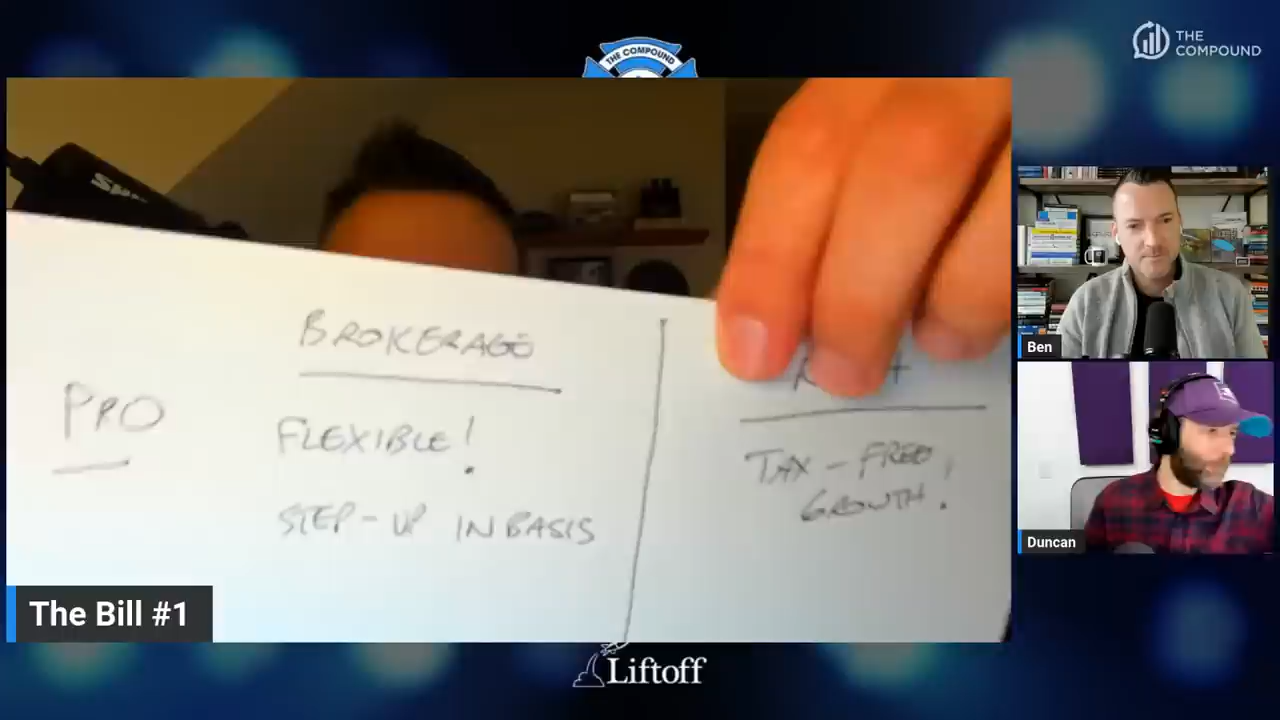 THE COMPOUND
THE
COMPOUND
BROKERAGE
PRO
FLEXIBLE!
STEP-UP IN BASIS
TAX-FREE
GROWTH!
Ben
Duncan
The Bill #1
Liftoff